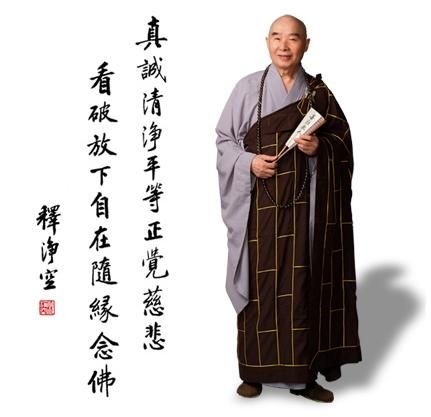 真誠清淨平等正覺慈悲
看破放下自在隨緣念佛
釋淨空